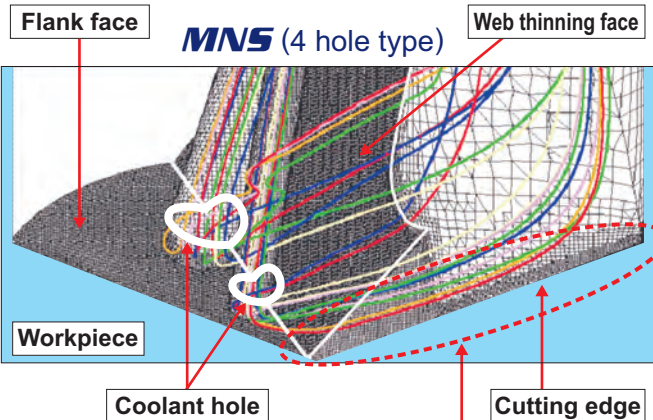 Flank face
MNS (4 hole type)
Web thinning face
Workpiece
Coolant hole
Cutting edge